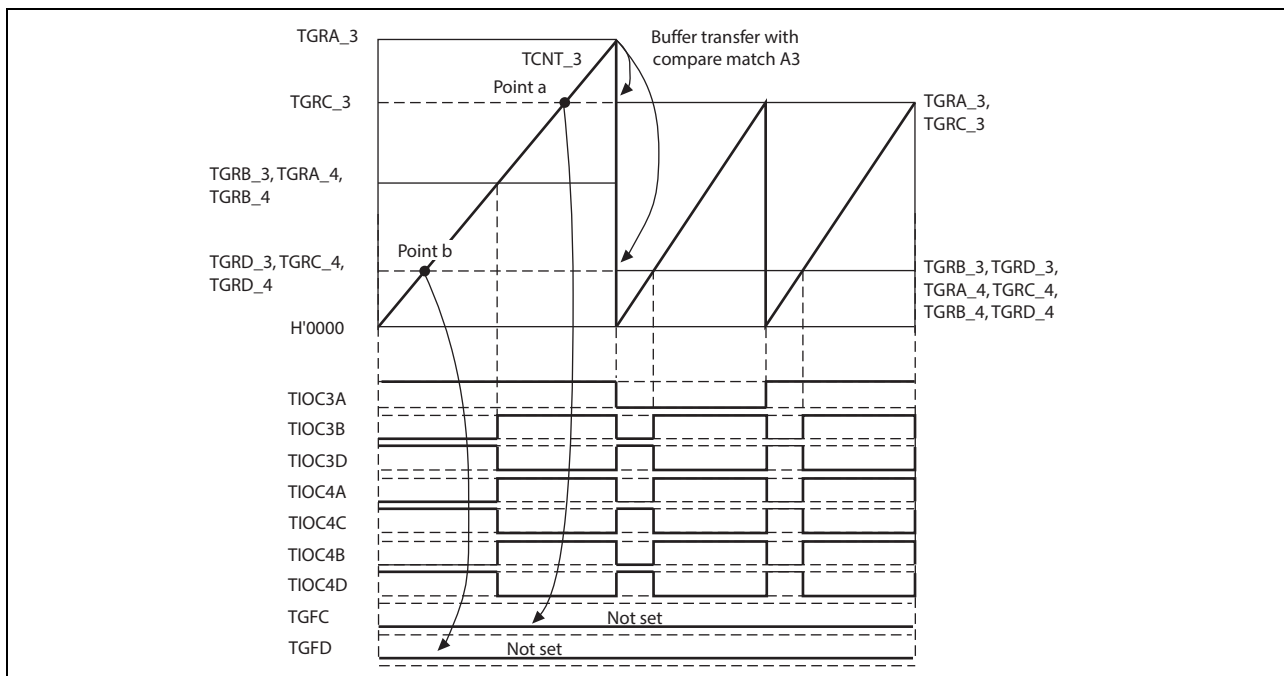 TGRA_3
TCNT_3
Buffer transfer with
compare match A3
Point a
TGRC_3
TGRA_3,
TGRC_3
TGRB_3, TGRA_4,
TGRB_4
Point b
TGRD_3, TGRC_4,
TGRD_4
TGRB_3, TGRD_3,
TGRA_4, TGRC_4,
TGRB_4, TGRD_4
H'0000
TIOC3A
TIOC3B
TIOC3D
TIOC4A
TIOC4C
TIOC4B
TIOC4D
TGFC
Not set
TGFD
Not set